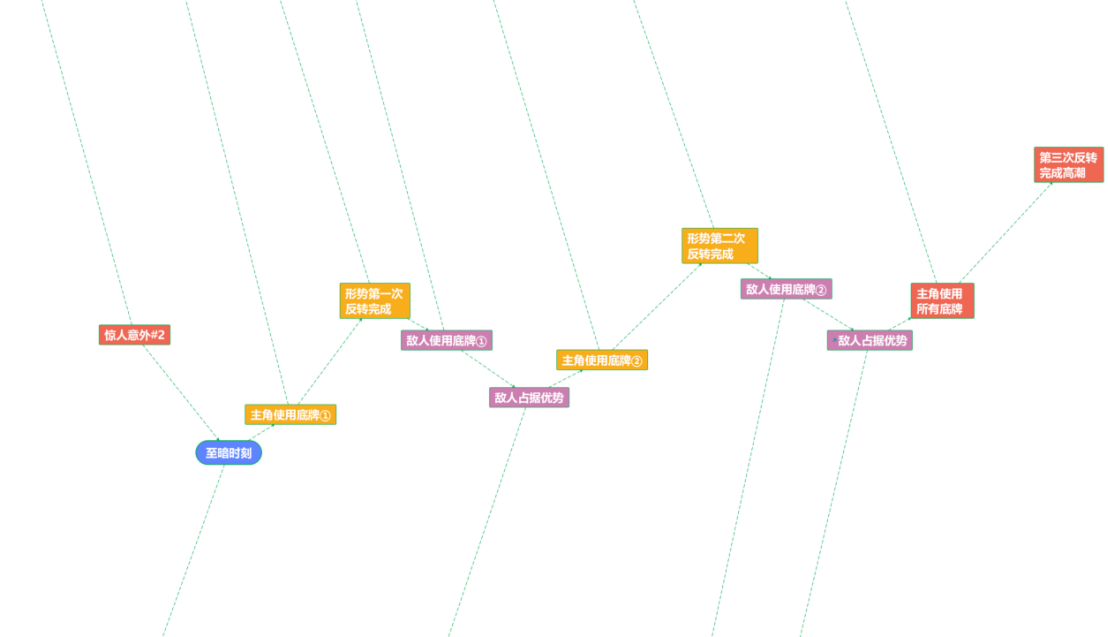 惊人意外#2
至暗时刻
主角使用底牌①
形势第一次
反转完成
敌人使用底牌①
敌人占据优势
主角使用底牌②
形势第二次
反转完成
敌人使用底牌②
敌人占据优势
主角使用
所有底牌
第三次反转
完成高潮